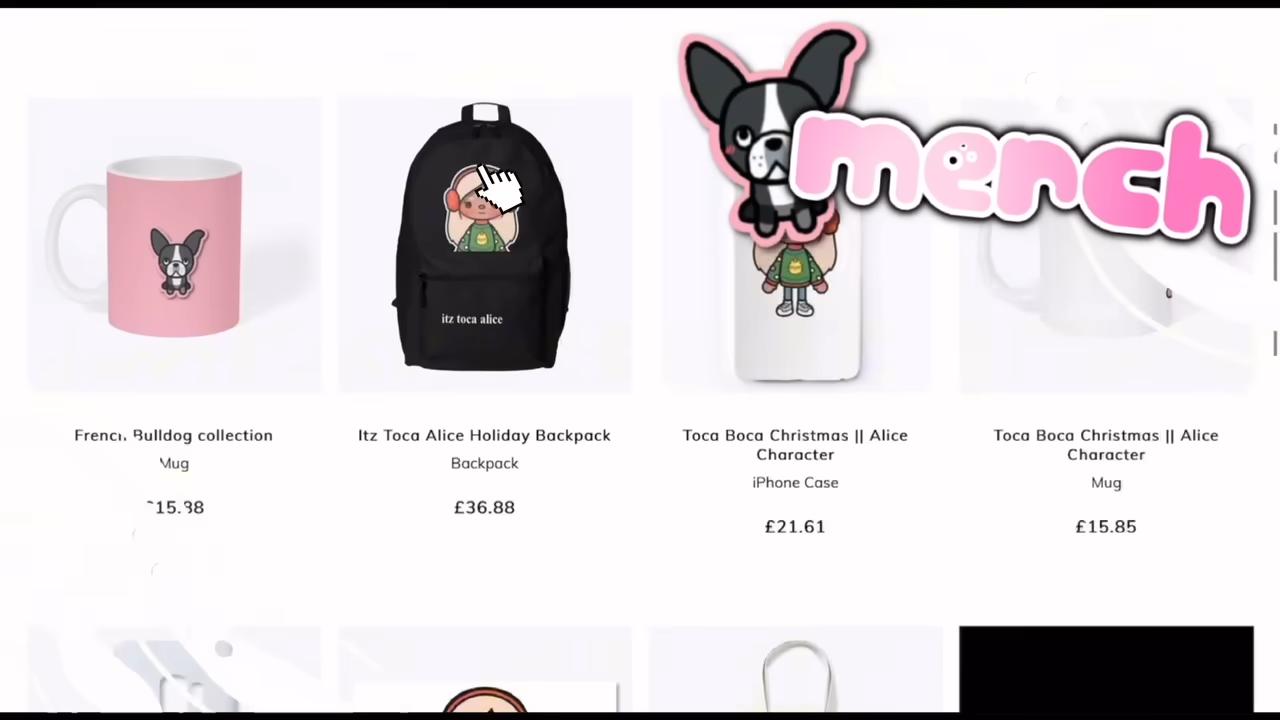 merch
itz toca alice
French Bulldog collection
Mug
Itz Toca Alice Holiday Backpack
Backpack
£36.88
Toca Boca Christmas || Alice
Character
iPhone Case
£21.61
Toca Boca Christmas || Alice
Character
Mug
£15.85